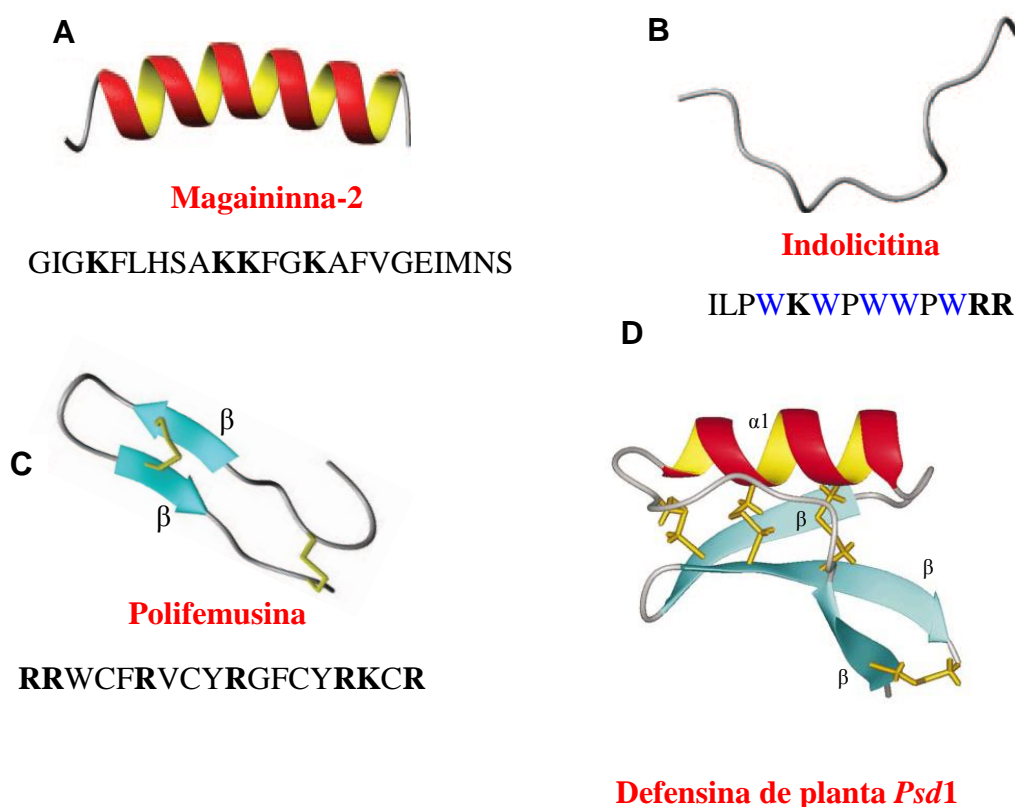 A
Magaininna-2
GIGKFLHSAKKFGKAFVGEIMNS
B
Indolicitina
ILPWKWPWWPWRR
C
β
β
Polifemusina
RRWCFRVCYRGFCYRKCR
D
α1
β
β
β
Defensina de planta Psd1